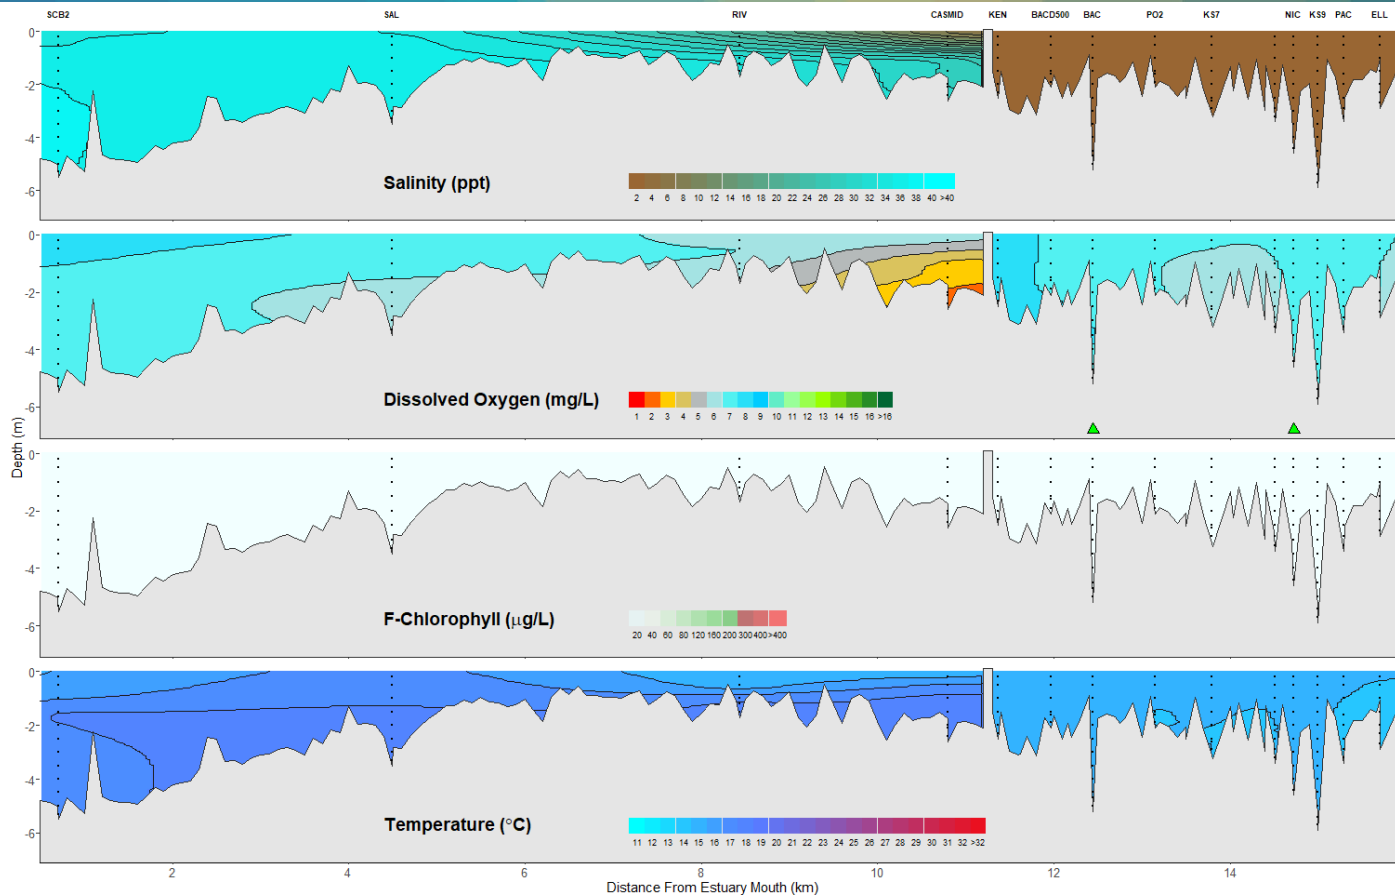 SCB2 SAL RIV CASMID KEN BACD500 BAC PO2 KS7 NIC KS9 PAC ELL
0
-2
-4
-6
Salinity (ppt)
2 4 6 8 10 12 14 16 18 20 22 24 26 28 30 32 34 36 38 40 >40
0
-2
-4
-6
Dissolved Oxygen (mg/L)
1 2 3 4 5 6 7 8 9 10 11 12 13 14 15 16 >16
Depth (m)
0
-2
-4
-6
F-Chlorophyll (μg/L)
20 40 60 80 120 160 200 300 400 >400
0
-2
-4
-6
Temperature (°C)
11 12 13 14 15 16 17 18 19 20 21 22 23 24 25 26 27 28 29 30 31 32 >32
2 4 6 8 10 12 14
Distance From Estuary Mouth (km)